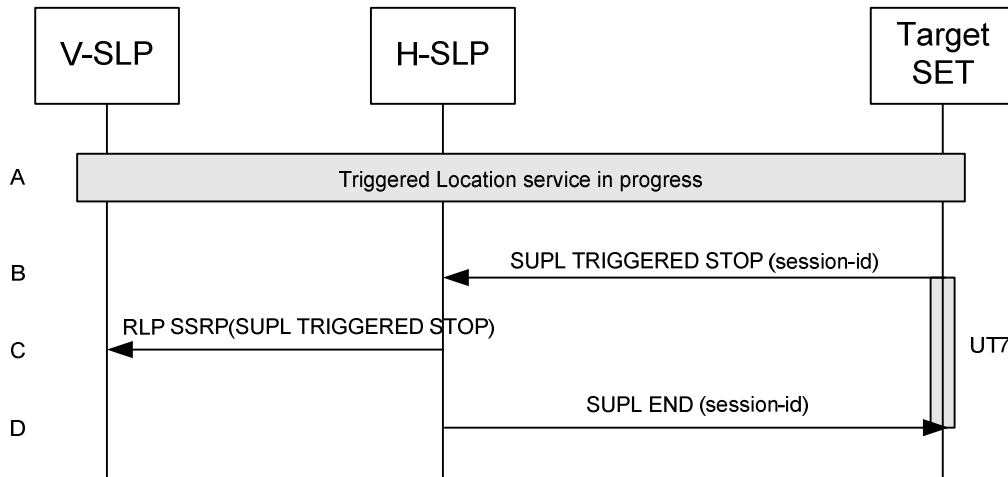 V-SLP
H-SLP
Target
SET
A
Triggered Location service in progress
B
SUPL TRIGGERED STOP (session-id)
RLP SSRP(SUPL TRIGGERED STOP)
C
UT7
SUPL END (session-id)
D